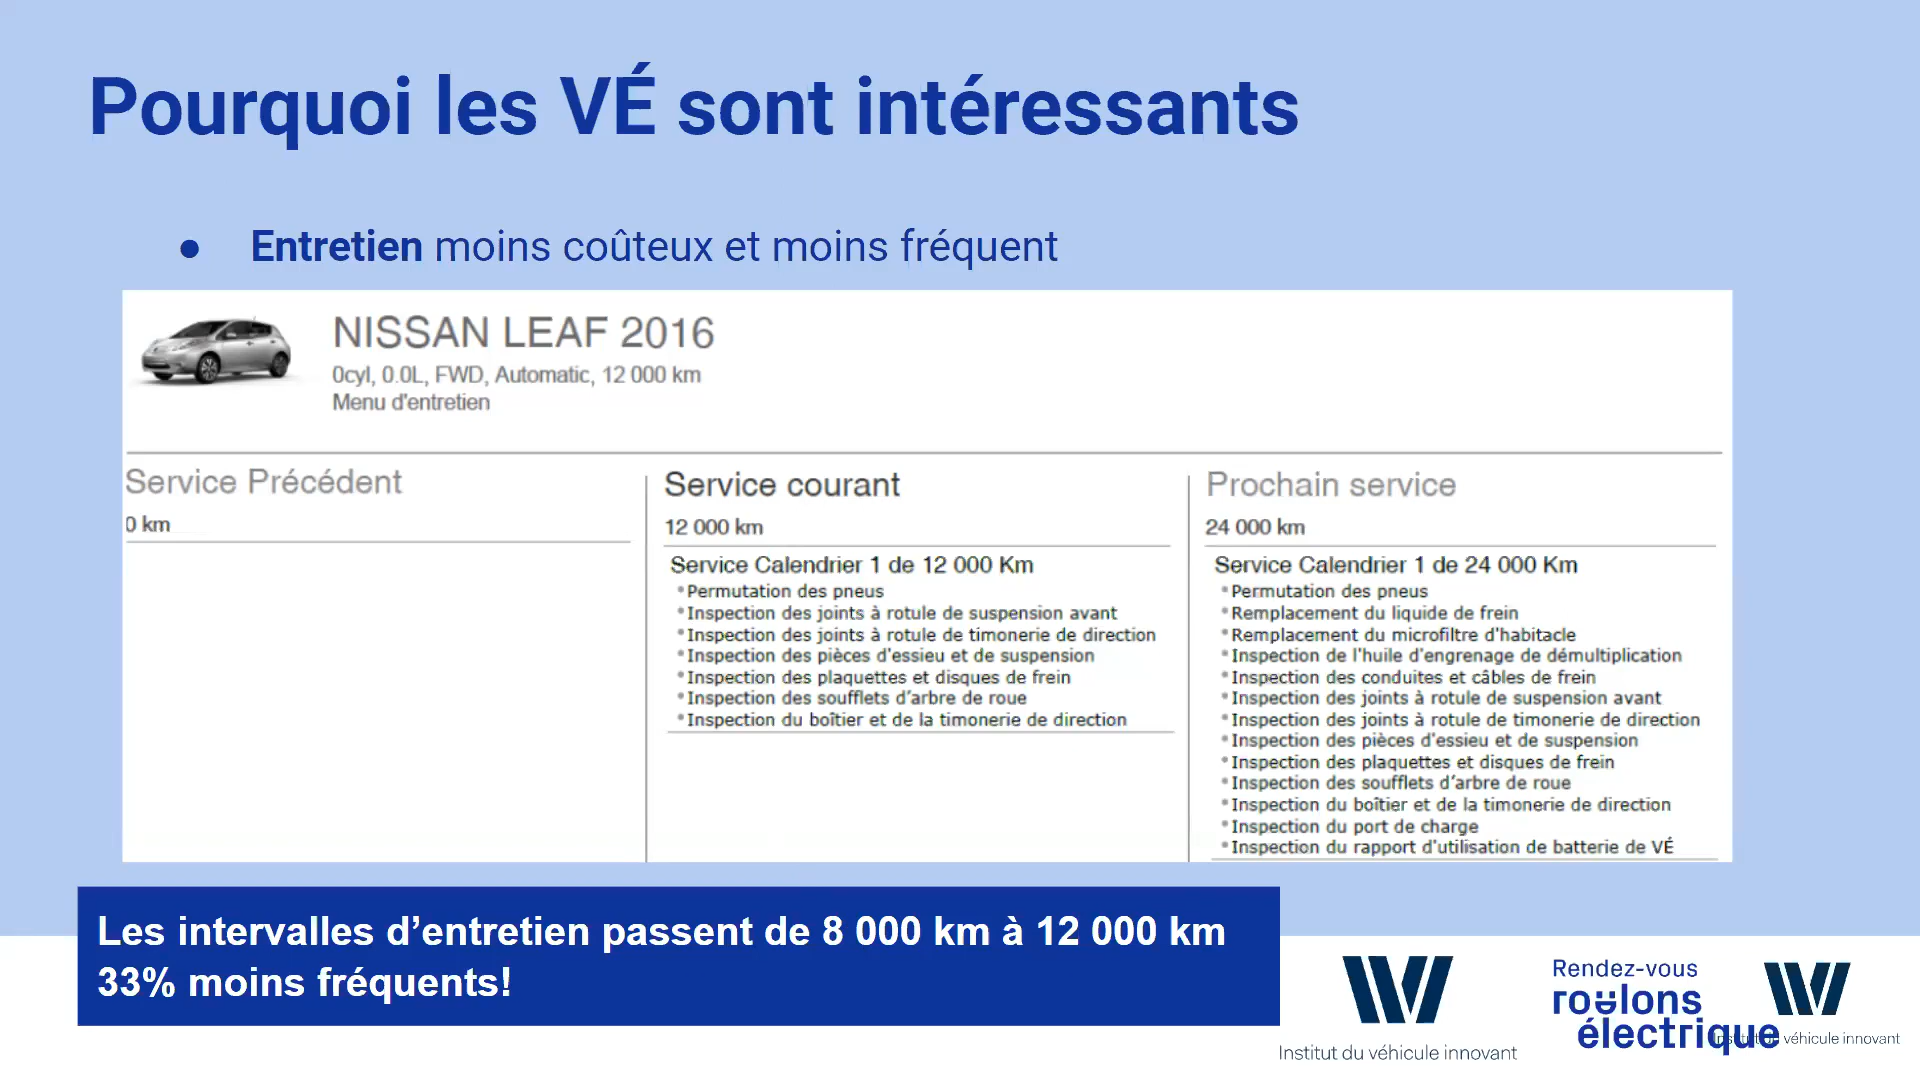 Pourquoi les VÉ sont intéressants
● Entretien moins coûteux et moins fréquent
NISSAN LEAF 2016
0cyl, 0.0L, FWD, Automatic, 12 000 km
Menu d'entretien
Service Précédent
0 km
Service courant
12 000 km
Service Calendrier 1 de 12 000 Km
*Permutation des pneus
*Inspection des joints à rotule de suspension avant
*Inspection des joints à rotule de timonerie de direction
*Inspection des pièces d'essieu et de suspension
*Inspection des plaquettes et disques de frein
*Inspection des soufflets d'arbre de roue
*Inspection du boîtier et de la timonerie de direction
Prochain service
24 000 km
Service Calendrier 1 de 24 000 Km
*Permutation des pneus
*Remplacement du liquide de frein
*Remplacement du microfiltre d'habitacle
*Inspection de l'huile d'engrenage de démultiplication
*Inspection des conduites et câbles de frein
*Inspection des joints à rotule de suspension avant
*Inspection des joints à rotule de timonerie de direction
*Inspection des pièces d'essieu et de suspension
*Inspection des plaquettes et disques de frein
*Inspection des soufflets d'arbre de roue
*Inspection du boîtier et de la timonerie de direction
*Inspection du port de charge
*Inspection du rapport d'utilisation de batterie de VÉ
Les intervalles d’entretien passent de 8 000 km à 12 000 km
33% moins fréquents!
Institut du véhicule innovant
Rendez-vous
roulons
électrique
véhicule innovant